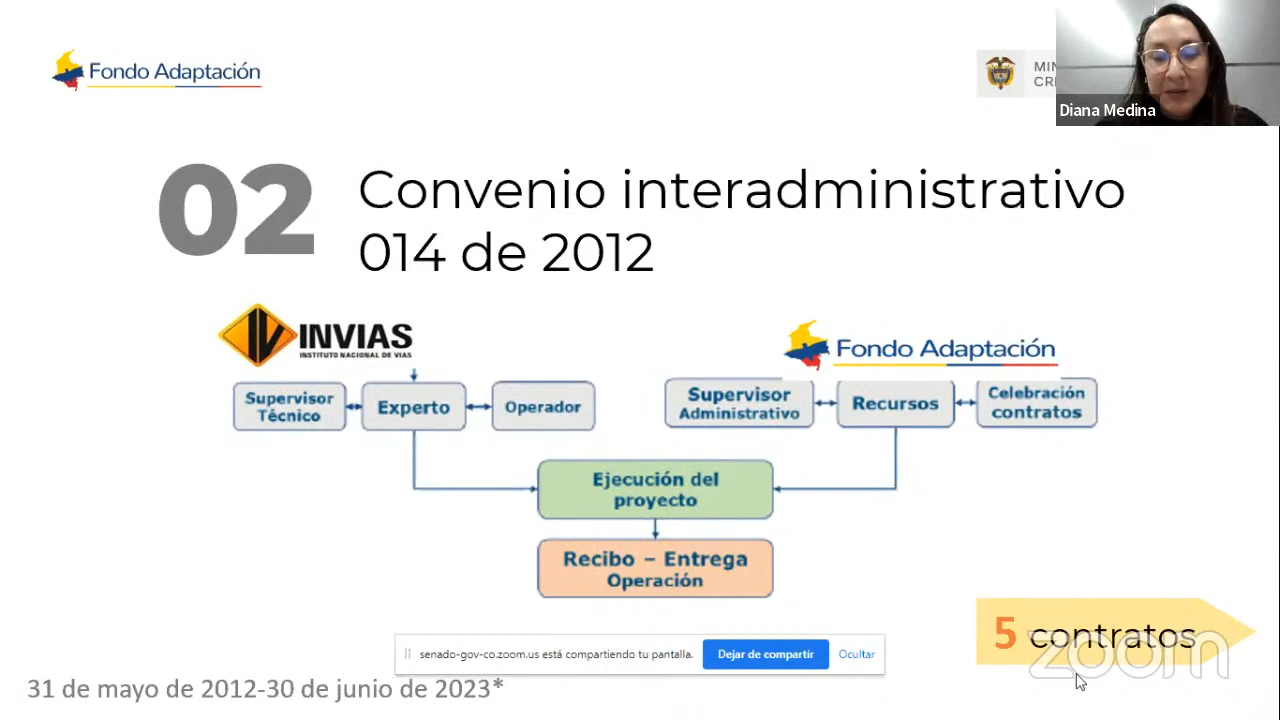 Fondo Adaptación
MIN
CRE
Diana Medina
02
Convenio interadministrativo
014 de 2012
INVIAS
INSTITUTO NACIONAL DE VIAS
Fondo Adaptación
Supervisor
Técnico
Experto
Operador
Supervisor
Administrativo
Recursos
Celebración
contratos
Ejecución del
proyecto
Recibo – Entrega
Operación
5 contratos
zoom
senado-gov-co.zoom.us está compartiendo tu pantalla.
Dejar de compartir
Ocultar
31 de mayo de 2012-30 de junio de 2023*